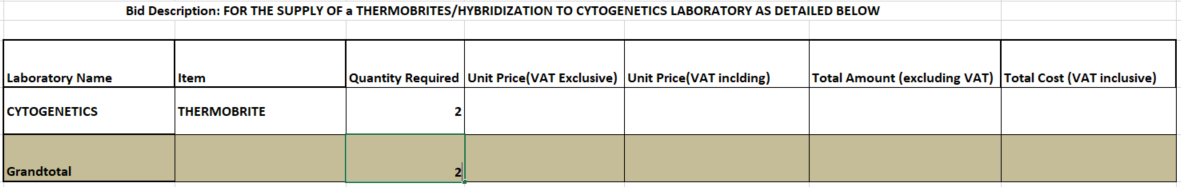 Bid Description: FOR THE SUPPLY OF a THERMOBRITES/HYBRIDIZATION TO CYTOGENETICS LABORATORY AS DETAILED BELOW
Laboratory Name Item Quantity Required Unit Price(VAT Exclusive) Unit Price(VAT inclding) Total Amount (excluding VAT) Total Cost (VAT inclusive)
CYTOGENETICS THERMOBRITE 2
Grandtotal 2